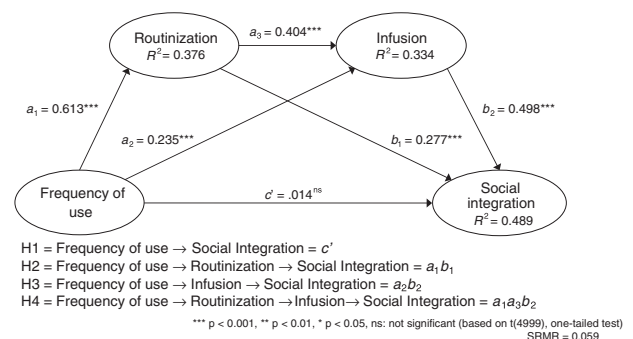 Routinization
R² = 0.376
a₃ = 0.404***
Infusion
R² = 0.334
a₁ = 0.613***
a₂ = 0.235***
b₁ = 0.277***
b₂ = 0.498***
Frequency of
use
c' = .014ⁿˢ
Social
integration
R² = 0.489
H1 = Frequency of use → Social Integration = c'
H2 = Frequency of use → Routinization → Social Integration = a₁b₁
H3 = Frequency of use → Infusion → Social Integration = a₂b₂
H4 = Frequency of use → Routinization →Infusion→ Social Integration = a₁a₃b₂
*** p < 0.001, ** p < 0.01, * p < 0.05, ns: not significant (based on t(4999), one-tailed test)
SRMR = 0.059